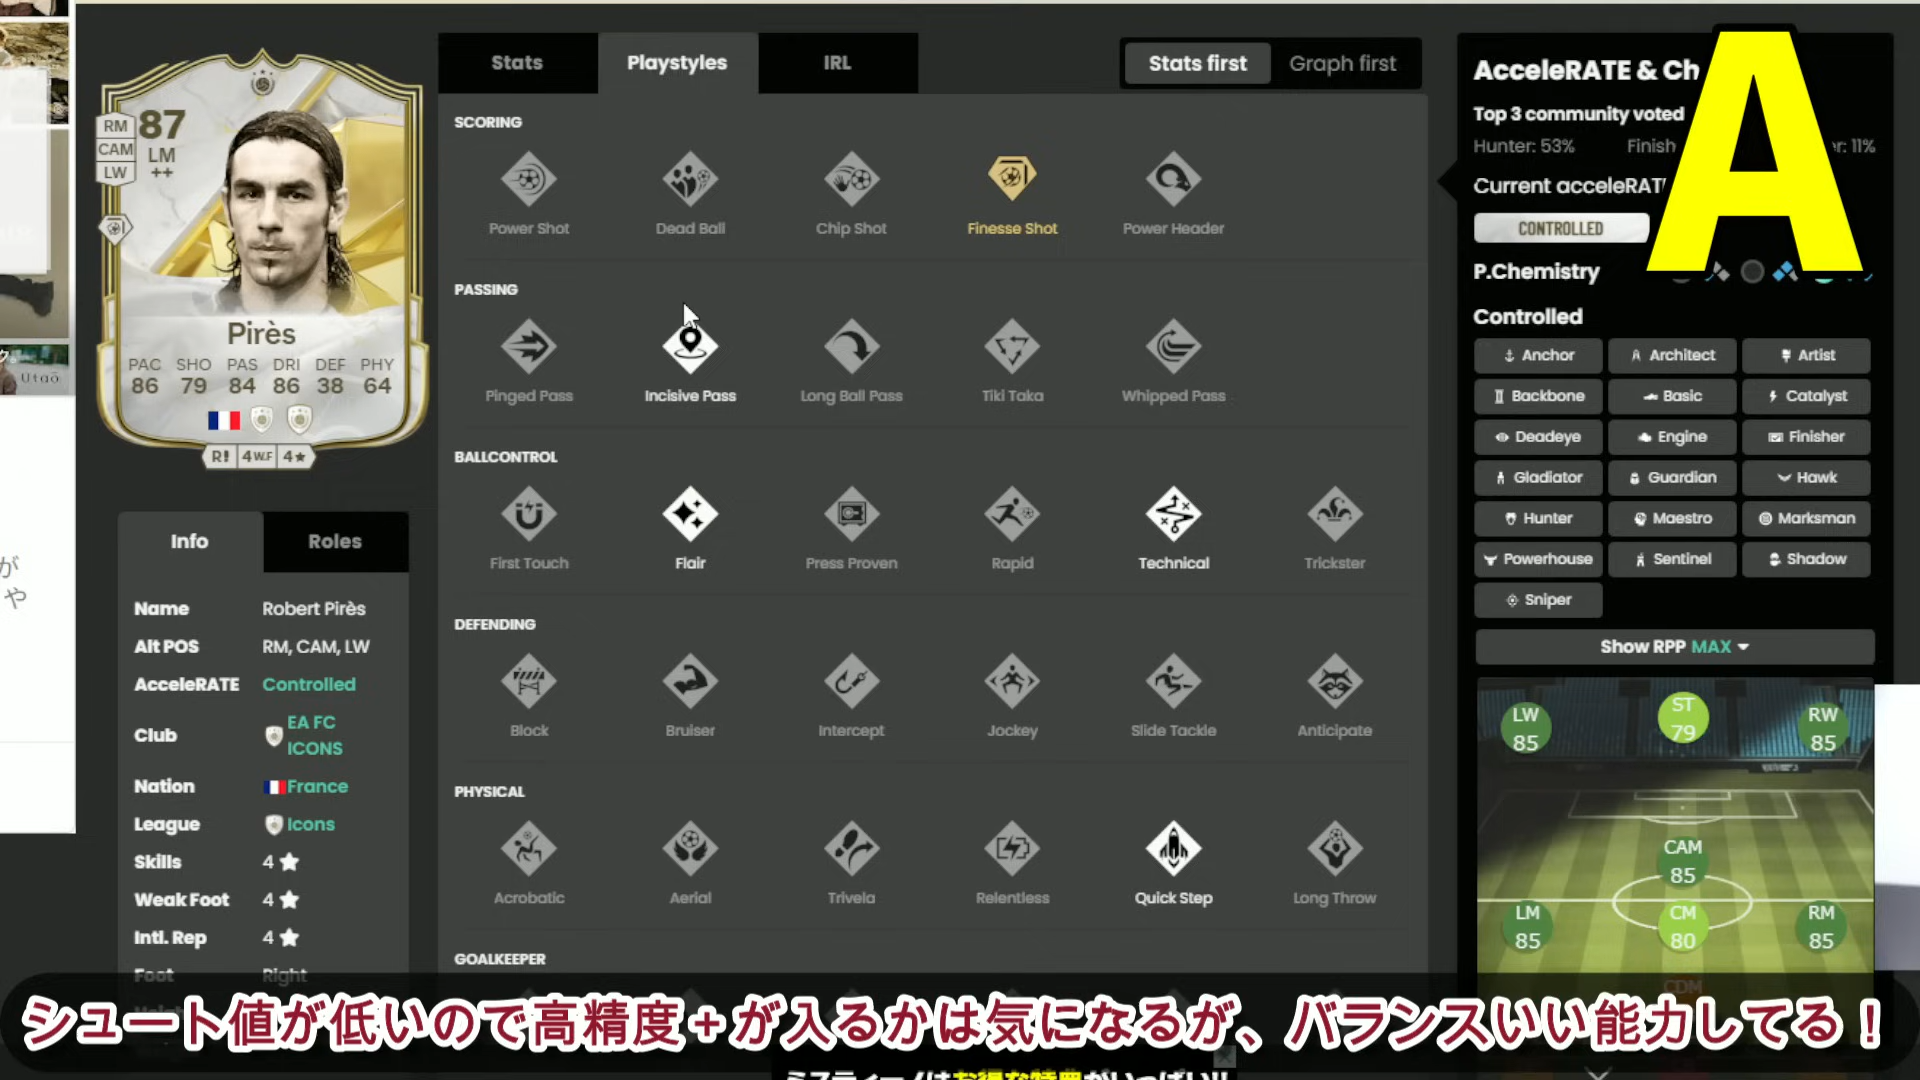 RM
CAM
LW
87
LM
++
Pirès
PAC SHO PAS DRI DEF PHY
86 79 84 86 38 64
R! 4W.F 4★
Info Roles
Name Robert Pirès
Alt POS RM, CAM, LW
AcceleRATE Controlled
Club EA FC ICONS
Nation France
League Icons
Skills 4★
Weak Foot 4★
Intl. Rep 4★
Foot Right
Stats Playstyles IRL
Stats first Graph first
SCORING
Power Shot Dead Ball Chip Shot Finesse Shot Power Header
PASSING
Pinged Pass Incisive Pass Long Ball Pass Tiki Taka Whipped Pass
BALLCONTROL
First Touch Flair Press Proven Rapid Technical Trickster
DEFENDING
Block Bruiser Intercept Jockey Slide Tackle Anticipate
PHYSICAL
Acrobatic Aerial Trivela Relentless Quick Step Long Throw
GOALKEEPER
AcceleRATE & Ch
A
Top 3 community voted
Hunter: 53% Finish r: 11%
Current acceleRAT
CONTROLLED
P.Chemistry
Controlled
Anchor Architect Artist
Backbone Basic Catalyst
Deadeye Engine Finisher
Gladiator Guardian Hawk
Hunter Maestro Marksman
Powerhouse Sentinel Shadow
Sniper
Show RPP MAX
LW 85
ST 79
RW 85
CAM 85
LM 85
CM 80
RM 85
CDM
Utaō
が
や
シュート値が低いので高精度＋が入るかは気になるが、バランスいい能力してる！